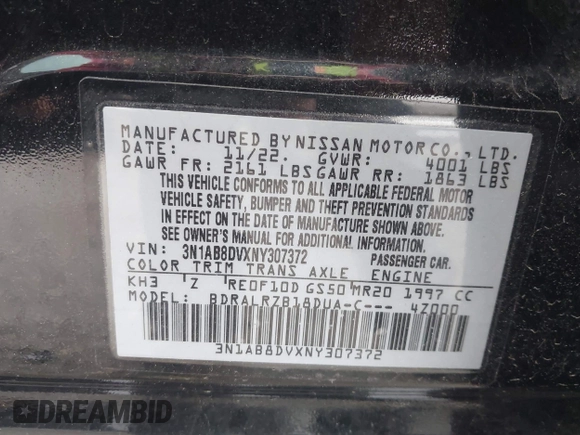 MANUFACTURED BY NISSAN MOTOR CO., LTD.
DATE: 11/22. GVWR: 4001 LBS
GAWR FR: 2161 LBS GAWR RR: 1863 LBS
THIS VEHICLE CONFORMS TO ALL APPLICABLE FEDERAL MOTOR
VEHICLE SAFETY, BUMPER AND THEFT PREVENTION STANDARDS
IN EFFECT ON THE DATE OF MANUFACTURE SHOWN ABOVE.
SEE OWNER'S MANUAL FOR ADDITIONAL INFORMATION.
VIN: 3N1AB8DVXNY307372 PASSENGER CAR.
COLOR TRIM TRANS AXLE ENGINE
KH3 Z RE0F10D GS50 MR20 1997 CC
MODEL: BDRALRZB18DUA-C--- 4Z000
3N1AB8DVXNY307372
DREAMBID